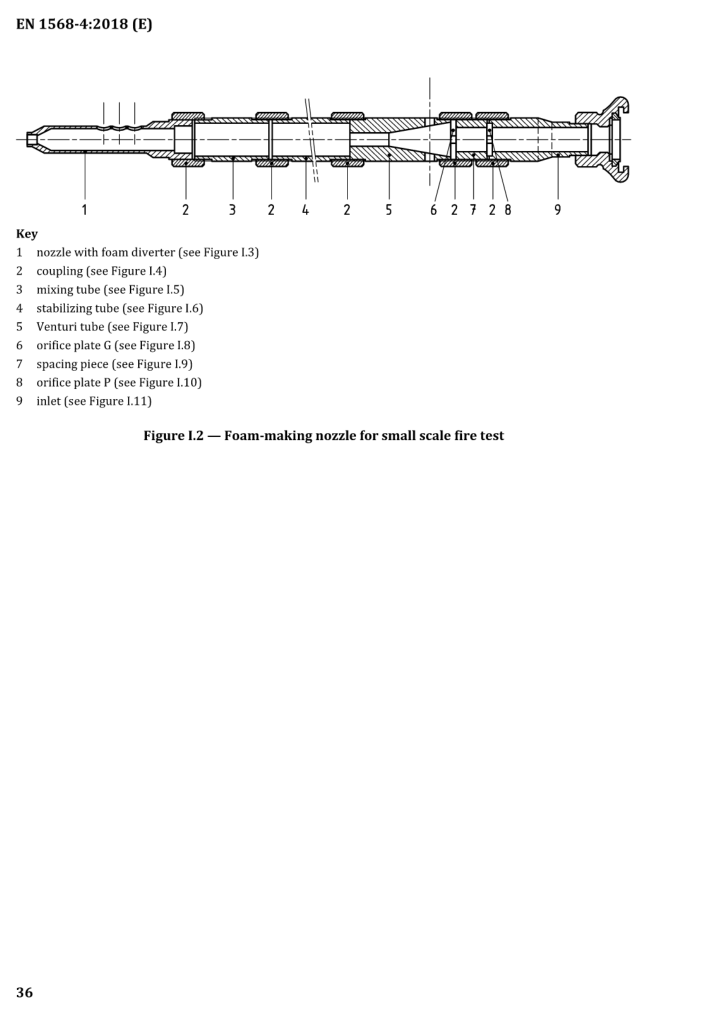 EN 1568-4:2018 (E)
1 2 3 2 4 2 5 6 2 7 2 8 9
Key
1 nozzle with foam diverter (see Figure I.3)
2 coupling (see Figure I.4)
3 mixing tube (see Figure I.5)
4 stabilizing tube (see Figure I.6)
5 Venturi tube (see Figure I.7)
6 orifice plate G (see Figure I.8)
7 spacing piece (see Figure I.9)
8 orifice plate P (see Figure I.10)
9 inlet (see Figure I.11)
Figure I.2 — Foam-making nozzle for small scale fire test
36